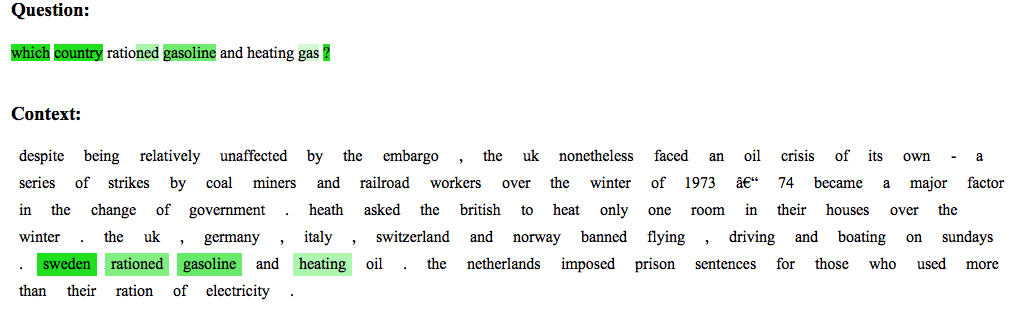 Question:
which country rationed gasoline and heating gas ?
Context:
despite being relatively unaffected by the embargo , the uk nonetheless faced an oil crisis of its own - a
series of strikes by coal miners and railroad workers over the winter of 1973 â€“ 74 became a major factor
in the change of government . heath asked the british to heat only one room in their houses over the
winter . the uk , germany , italy , switzerland and norway banned flying , driving and boating on sundays
. sweden rationed gasoline and heating oil . the netherlands imposed prison sentences for those who used more
than their ration of electricity .